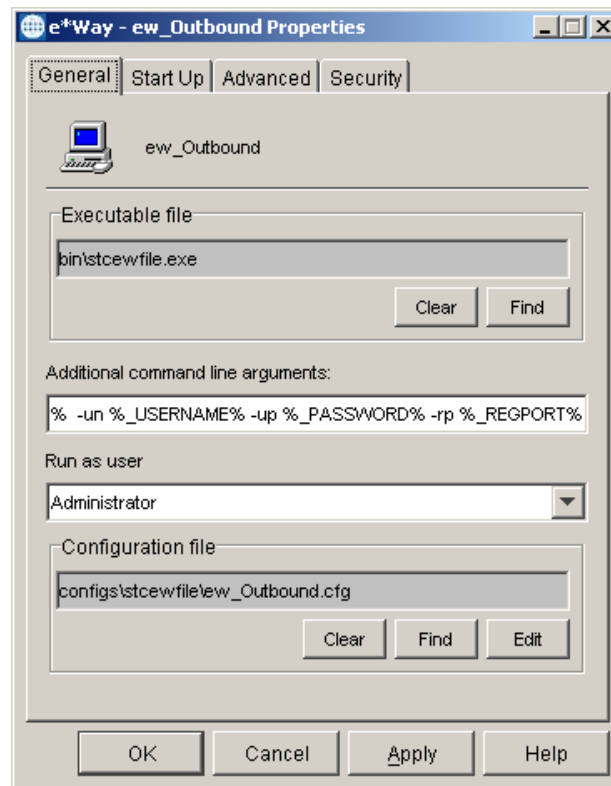 e*Way - ew_Outbound Properties
General Start Up Advanced Security
ew_Outbound
Executable file
bin\stcewfile.exe
Clear Find
Additional command line arguments:
% -un %_USERNAME% -up %_PASSWORD% -rp %_REGPORT%
Run as user
Administrator
Configuration file
configs\stcewfile\ew_Outbound.cfg
Clear Find Edit
OK Cancel Apply Help